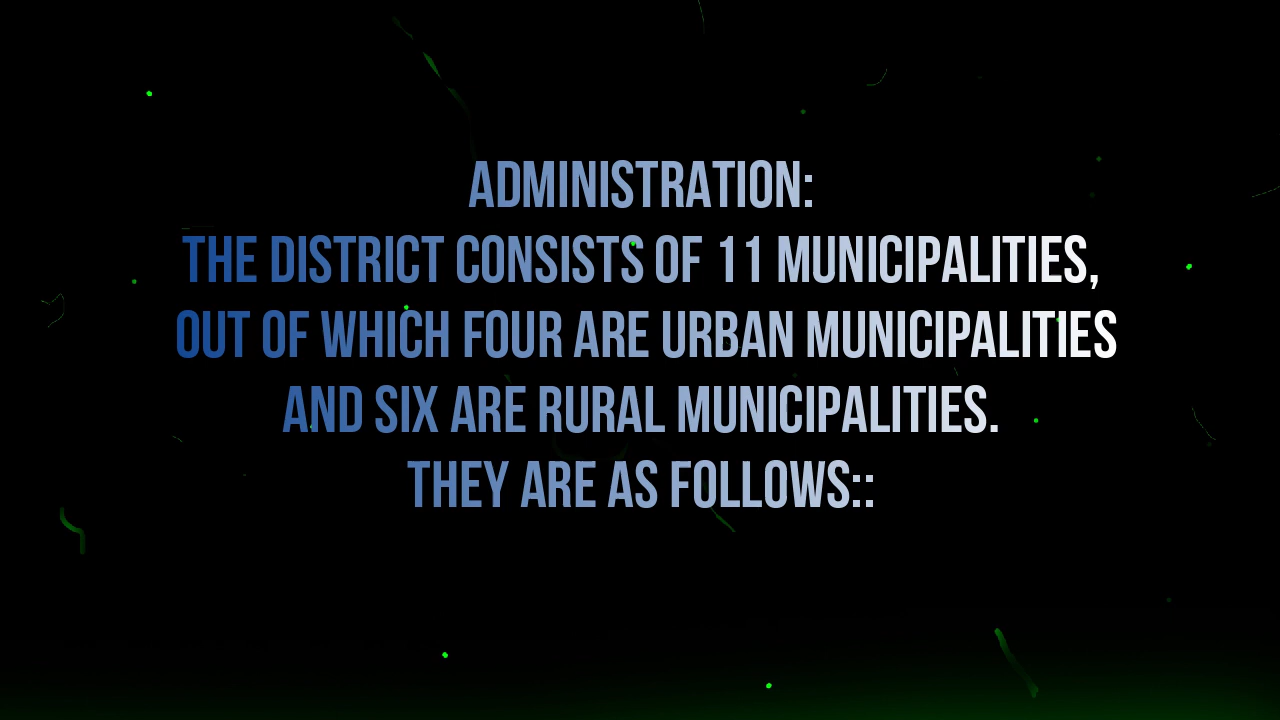 ADMINISTRATION:
THE DISTRICT CONSISTS OF 11 MUNICIPALITIES,
OUT OF WHICH FOUR ARE URBAN MUNICIPALITIES
AND SIX ARE RURAL MUNICIPALITIES.
THEY ARE AS FOLLOWS::